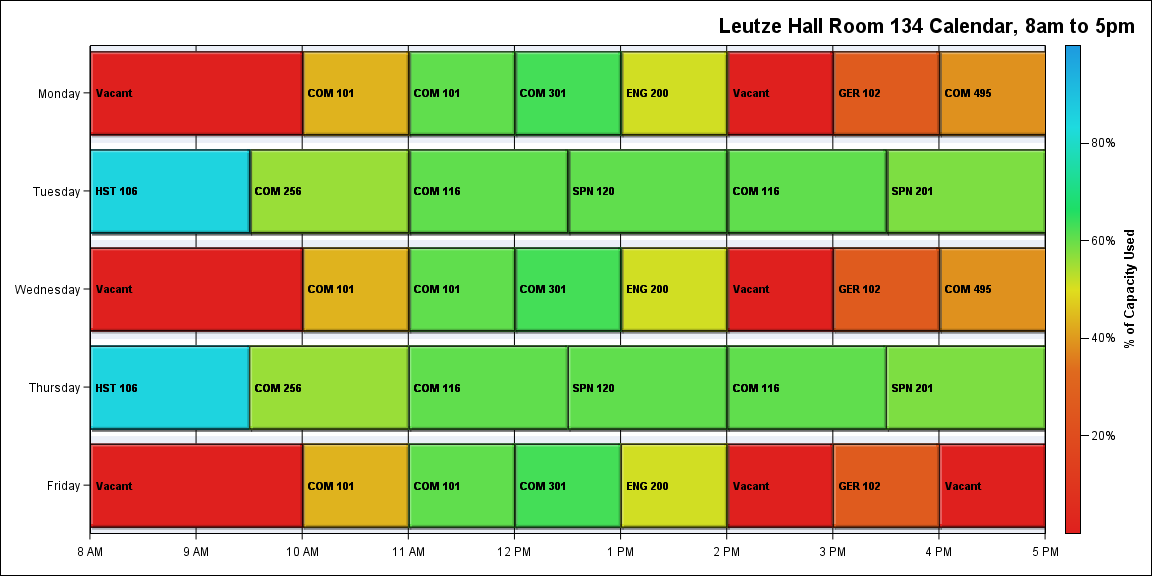 Leutze Hall Room 134 Calendar, 8am to 5pm
Monday
Vacant
COM 101
COM 101
COM 301
ENG 200
Vacant
GER 102
COM 495
Tuesday
HST 106
COM 256
COM 116
SPN 120
COM 116
SPN 201
Wednesday
Vacant
COM 101
COM 101
COM 301
ENG 200
Vacant
GER 102
COM 495
Thursday
HST 106
COM 256
COM 116
SPN 120
COM 116
SPN 201
Friday
Vacant
COM 101
COM 101
COM 301
ENG 200
Vacant
GER 102
Vacant
8 AM
9 AM
10 AM
11 AM
12 PM
1 PM
2 PM
3 PM
4 PM
5 PM
80%
60%
40%
20%
% of Capacity Used